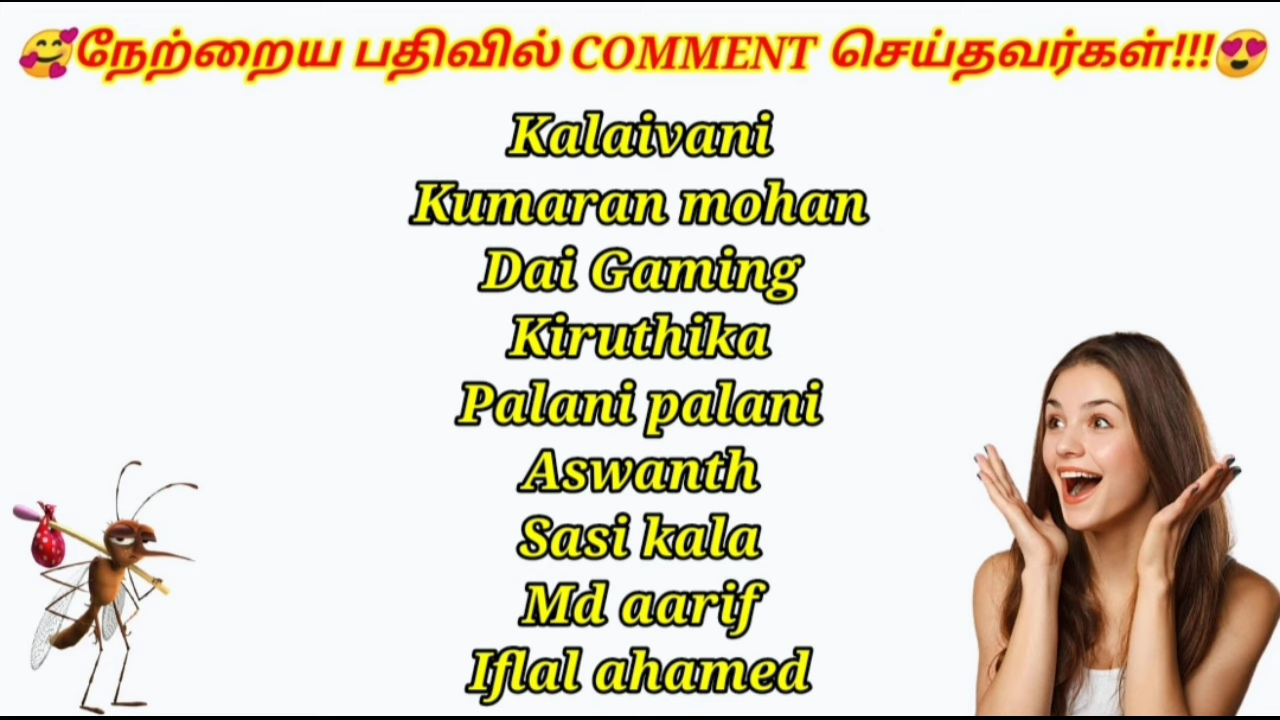 🥰நேற்றைய பதிவில் COMMENT செய்தவர்கள்!!!😍
Kalaivani
Kumaran mohan
Dai Gaming
Kiruthika
Palani palani
Aswanth
Sasi kala
Md aarif
Iflal ahamed